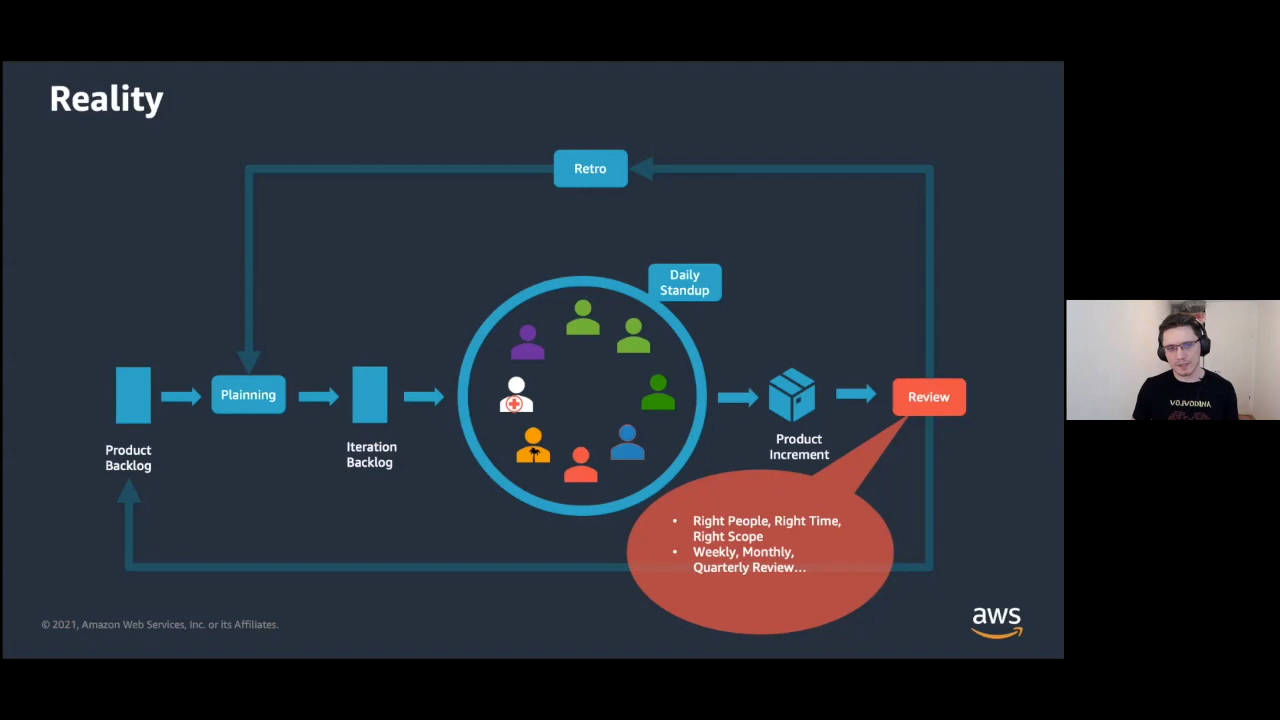 Reality
Retro
Daily
Standup
Plainning
Product
Backlog
Iteration
Backlog
Product
Increment
Review
• Right People, Right Time,
Right Scope
• Weekly, Monthly,
Quarterly Review...
© 2021, Amazon Web Services, Inc. or its Affiliates.
aws
VOJVODINA